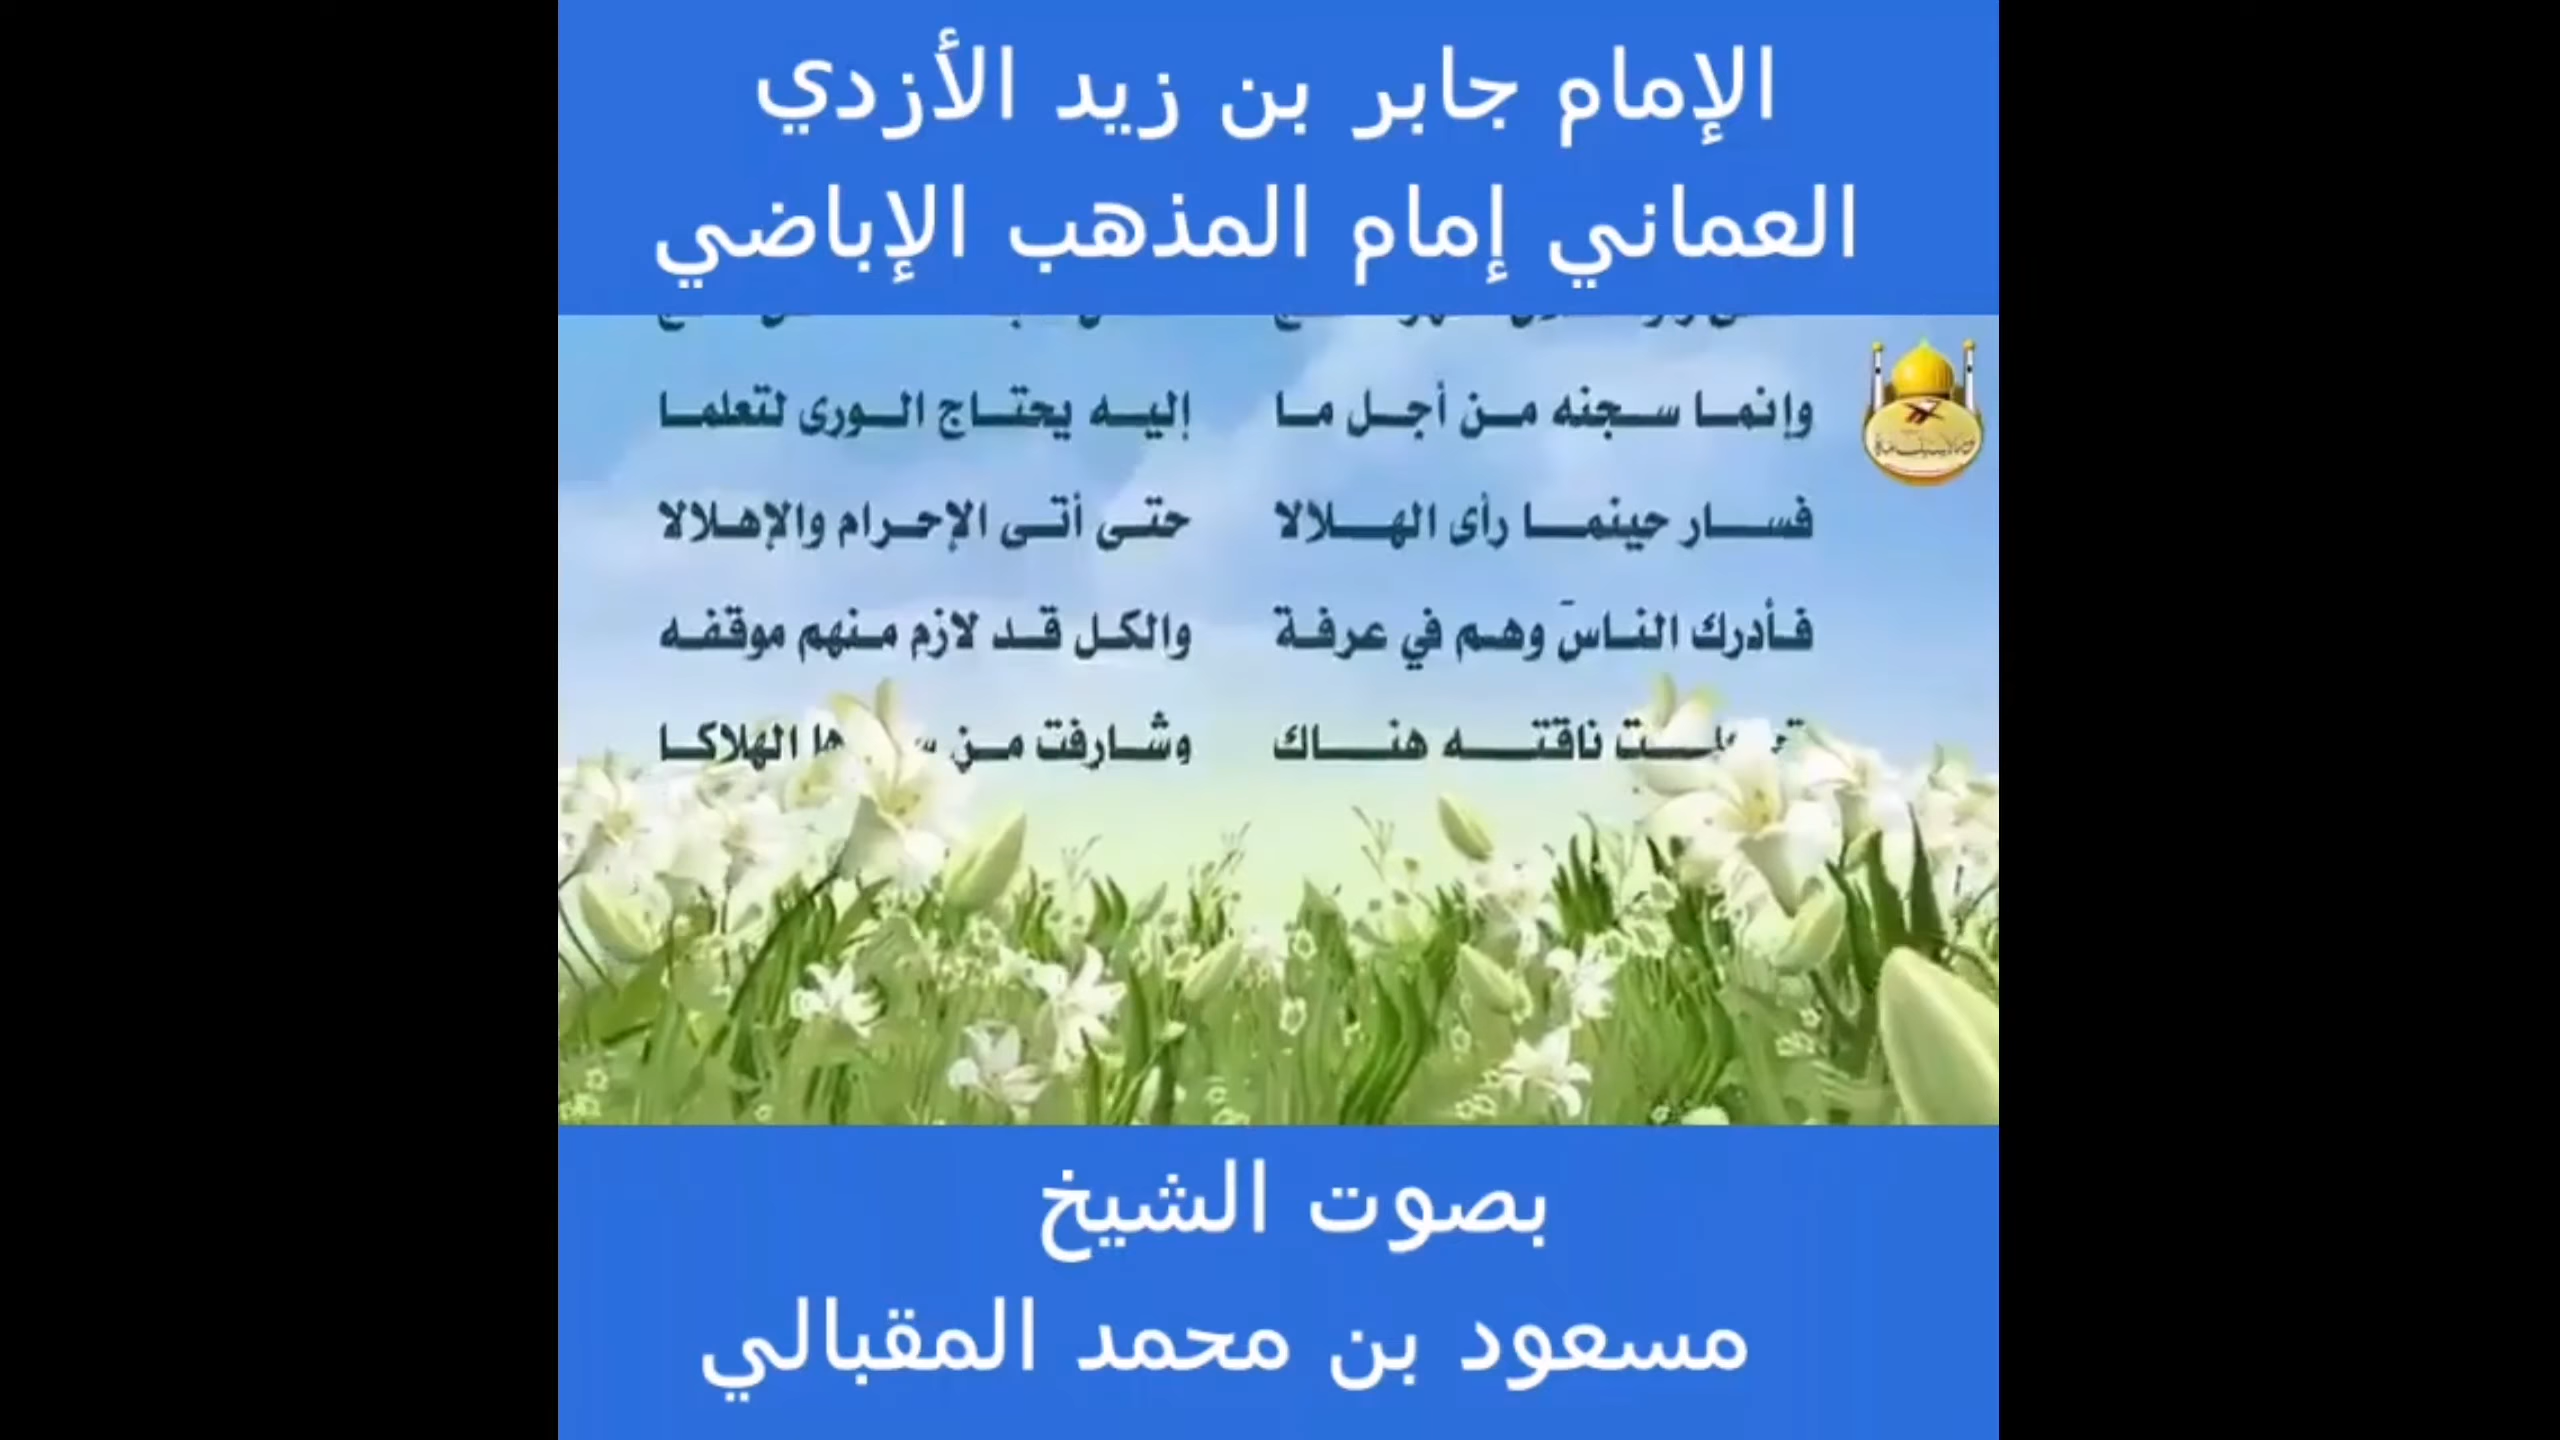 الإمام جابر بن زيد الأزدي
العماني إمام المذهب الإباضي
وإنما سجنه من أجل ما إليه يحتاج الورى لتعلما
فسار حينما رأى الهلالا حتى أتى الإحرام والإهلالا
فأدرك الناسَ وهم في عرفة والكل قد لازم منهم موقفه
ناقته هناك وشارفت من الهلاكا
بصوت الشيخ
مسعود بن محمد المقبالي